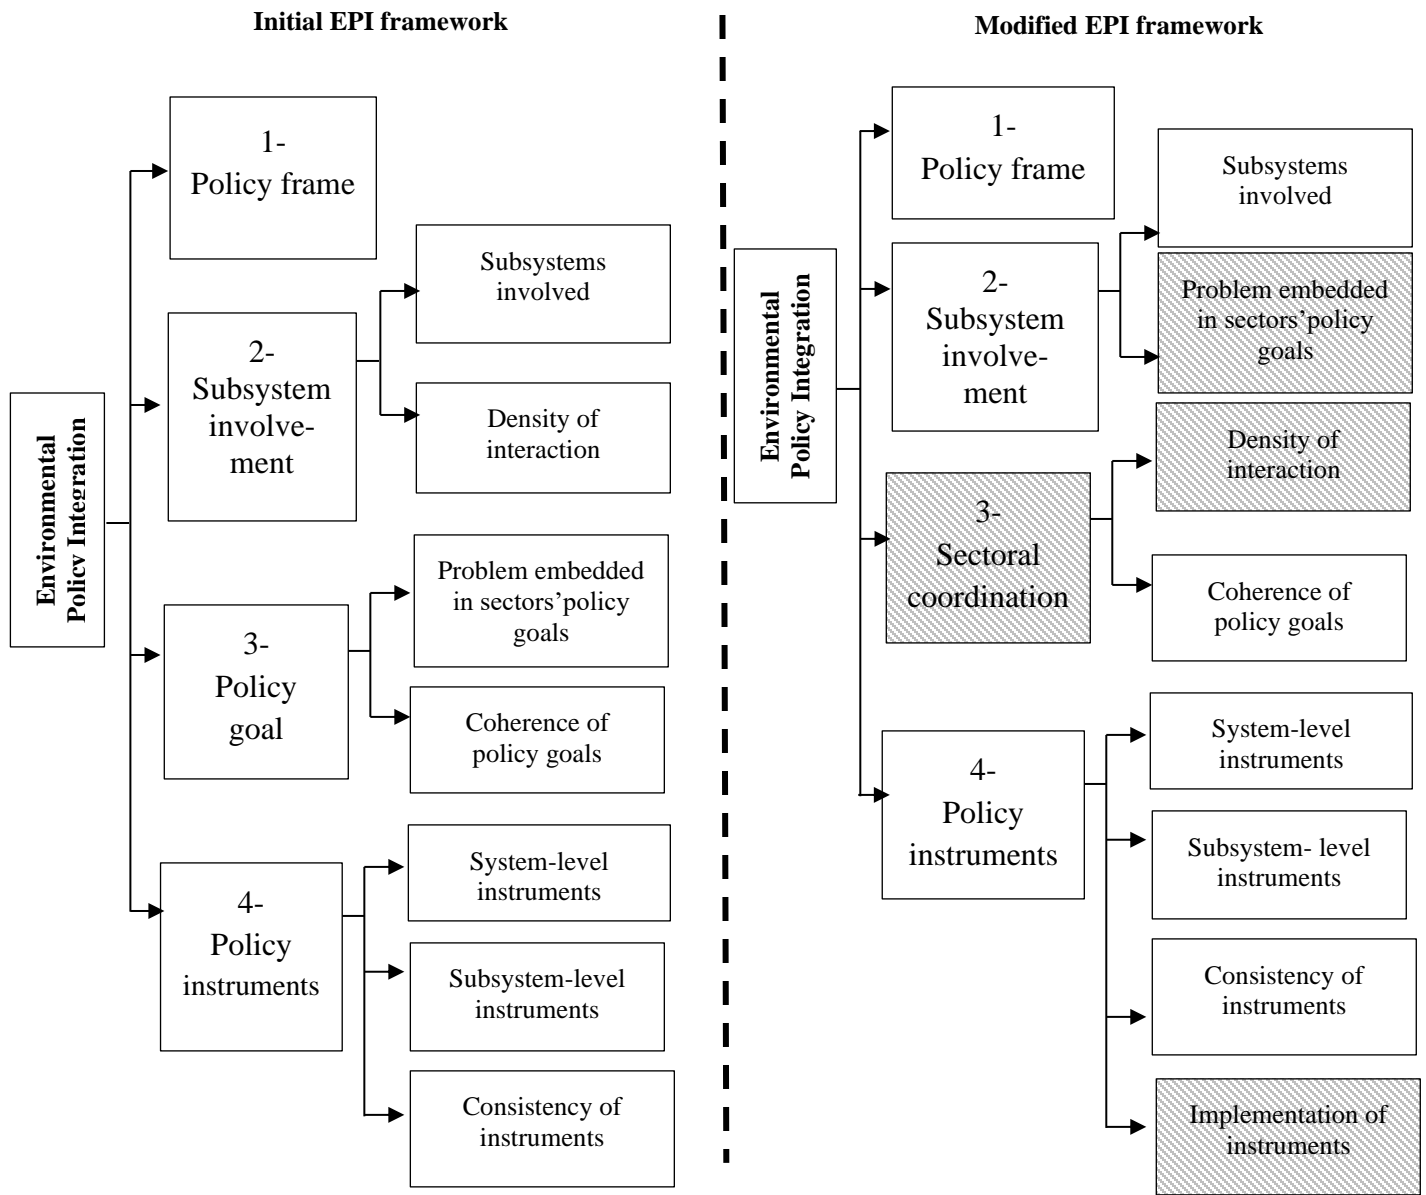 Initial EPI framework
Environmental
Policy Integration
1-
Policy frame
2-
Subsystem
involve-
ment
Subsystems
involved
Density of
interaction
3-
Policy
goal
Problem embedded
in sectors’policy
goals
Coherence of
policy goals
4-
Policy
instruments
System-level
instruments
Subsystem-level
instruments
Consistency of
instruments
Modified EPI framework
Environmental
Policy Integration
1-
Policy frame
2-
Subsystem
involve-
ment
Subsystems
involved
Problem embedded
in sectors’policy
goals
3-
Sectoral
coordination
Density of
interaction
Coherence of
policy goals
4-
Policy
instruments
System-level
instruments
Subsystem- level
instruments
Consistency of
instruments
Implementation of
instruments